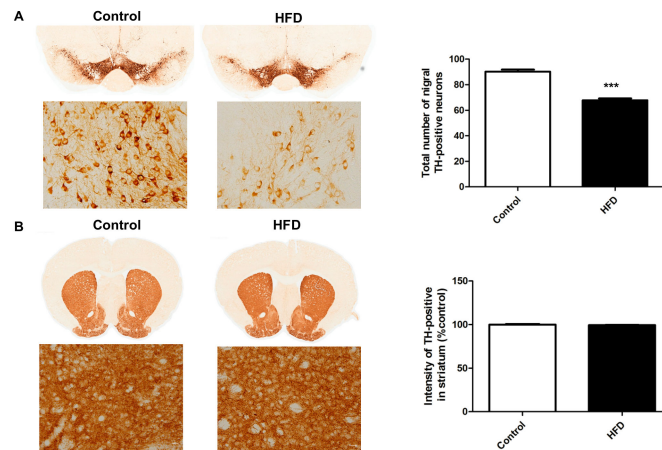 A
Control
HFD
Total number of nigral
TH-positive neurons
100
80
60
40
20
0
***
Control
HFD
B
Control
HFD
Intensity of TH-positive
in striatum (%control)
150
100
50
0
Control
HFD